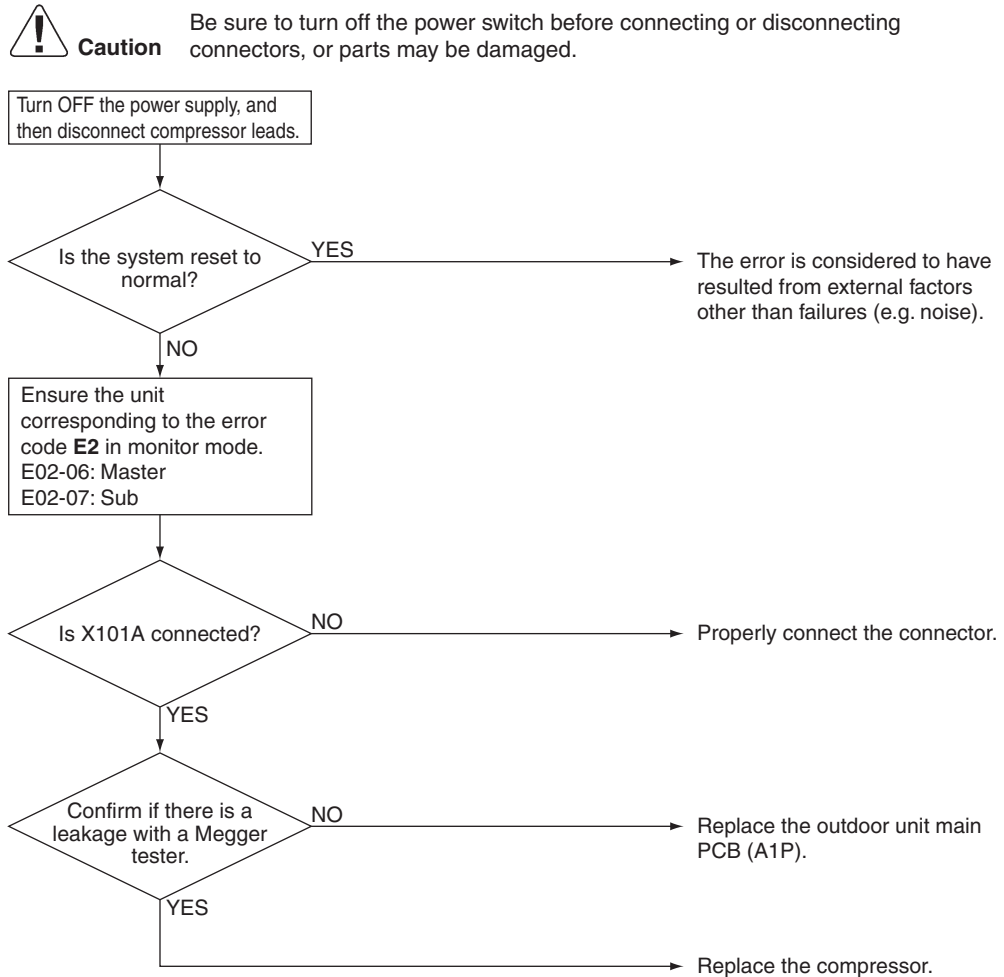 Caution
Be sure to turn off the power switch before connecting or disconnecting
connectors, or parts may be damaged.
Turn OFF the power supply, and
then disconnect compressor leads.
Is the system reset to
normal?
YES
The error is considered to have
resulted from external factors
other than failures (e.g. noise).
NO
Ensure the unit
corresponding to the error
code E2 in monitor mode.
E02-06: Master
E02-07: Sub
Is X101A connected?
NO
Properly connect the connector.
YES
Confirm if there is a
leakage with a Megger
tester.
NO
Replace the outdoor unit main
PCB (A1P).
YES
Replace the compressor.